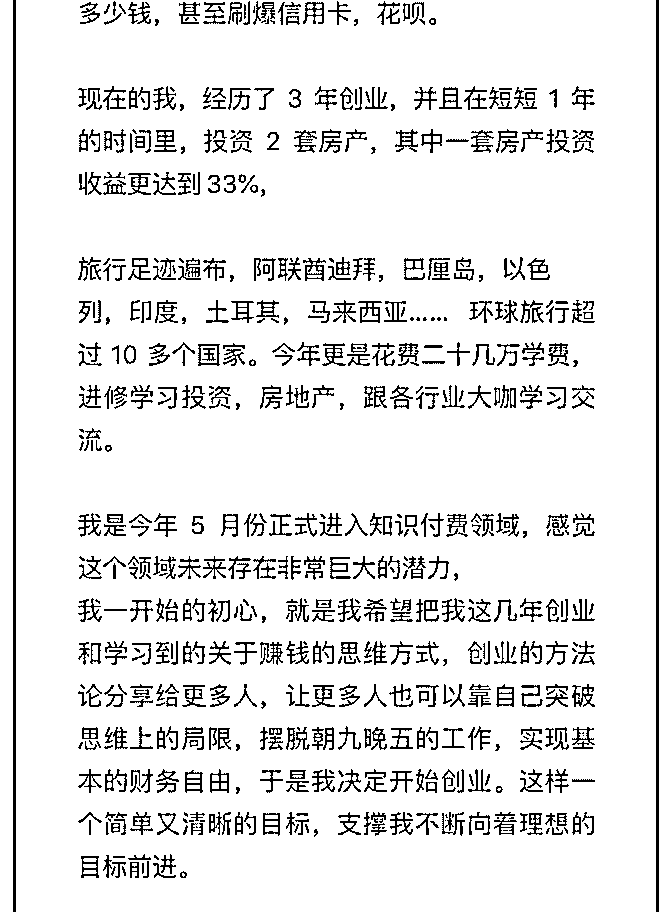 多少钱，甚至刷爆信用卡，花呗。
现在的我，经历了 3 年创业，并且在短短 1 年
的时间里，投资 2 套房产，其中一套房产投资
收益更达到 33%，
旅行足迹遍布，阿联酋迪拜，巴厘岛，以色
列，印度，土耳其，马来西亚…… 环球旅行超
过 10 多个国家。今年更是花费二十几万学费，
进修学习投资，房地产，跟各行业大咖学习交
流。
我是今年 5 月份正式进入知识付费领域，感觉
这个领域未来存在非常巨大的潜力，
我一开始的初心，就是我希望把我这几年创业
和学习到的关于赚钱的思维方式，创业的方法
论分享给更多人，让更多人也可以靠自己突破
思维上的局限，摆脱朝九晚五的工作，实现基
本的财务自由，于是我决定开始创业。这样一
个简单又清晰的目标，支撑我不断向着理想的
目标前进。